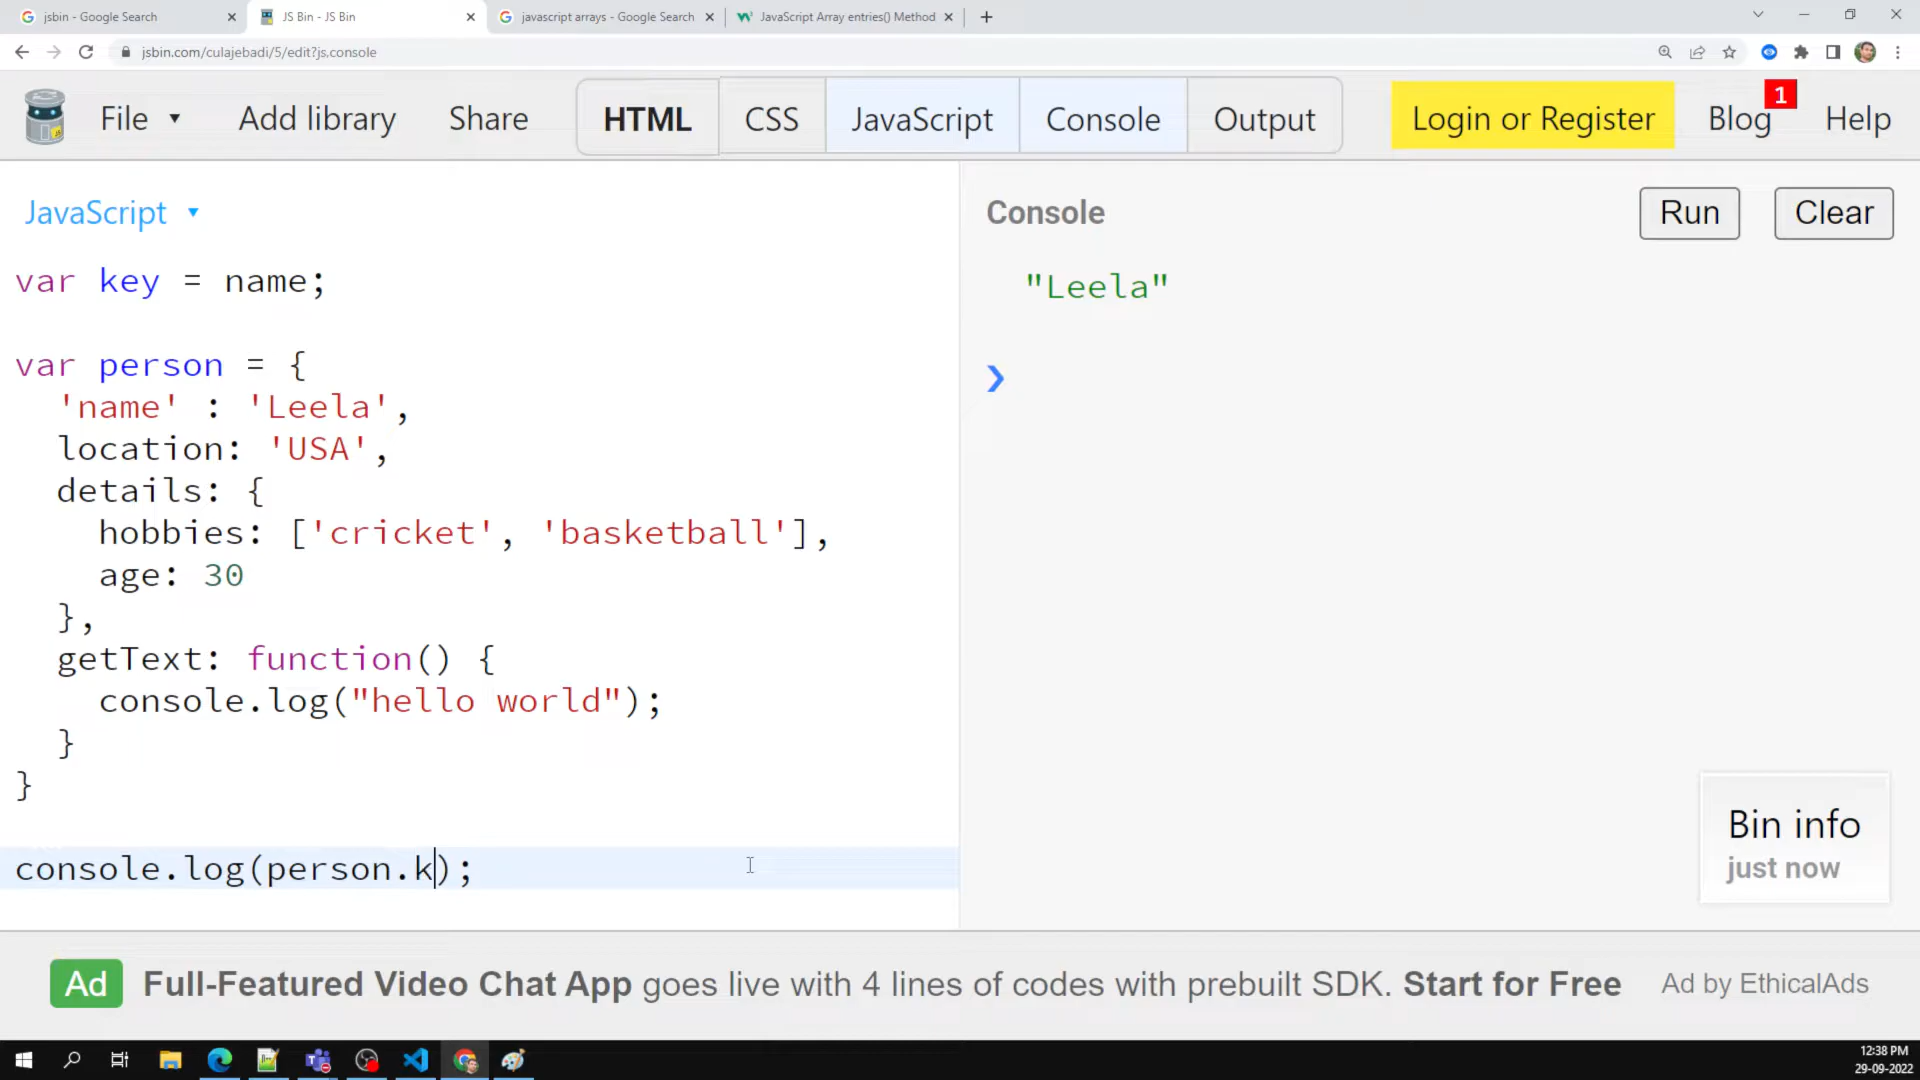 jsbin - Google Search
JS Bin - JS Bin
javascript arrays - Google Search
JavaScript Array entries() Method
jsbin.com/culajebadi/5/edit?js,console
File
Add library
Share
HTML
CSS
JavaScript
Console
Output
Login or Register
Blog
1
Help
JavaScript
var key = name;
var person = {
'name' : 'Leela',
location: 'USA',
details: {
hobbies: ['cricket', 'basketball'],
age: 30
},
getText: function() {
console.log("hello world");
}
}
console.log(person.k);
Console
Run
Clear
"Leela"
Bin info
just now
Ad Full-Featured Video Chat App goes live with 4 lines of codes with prebuilt SDK. Start for Free Ad by EthicalAds
12:38 PM
29-09-2022